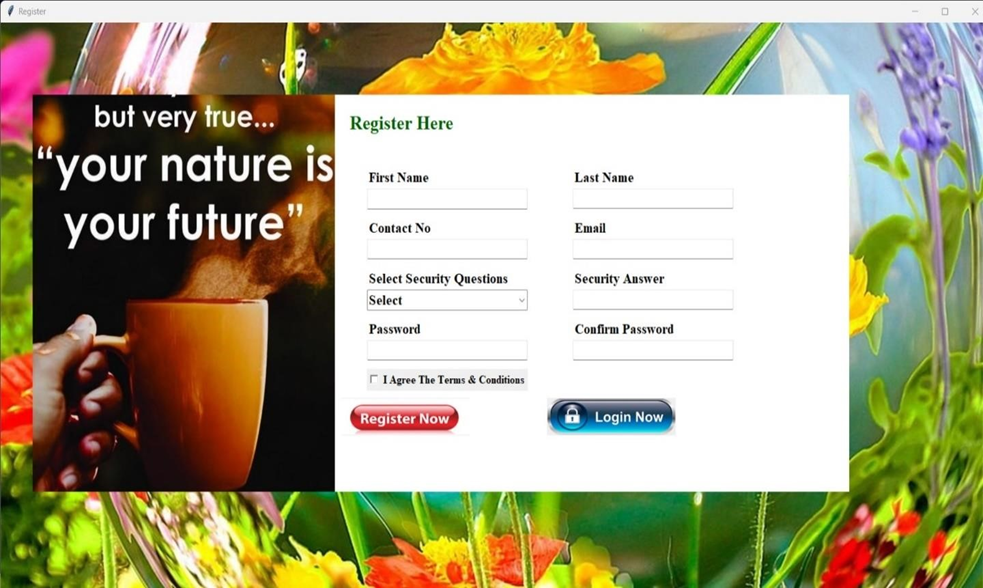 Register
but very true...
“your nature is
your future”
Register Here
First Name
Last Name
Contact No
Email
Select Security Questions
Security Answer
Select
Password
Confirm Password
I Agree The Terms & Conditions
Register Now
Login Now